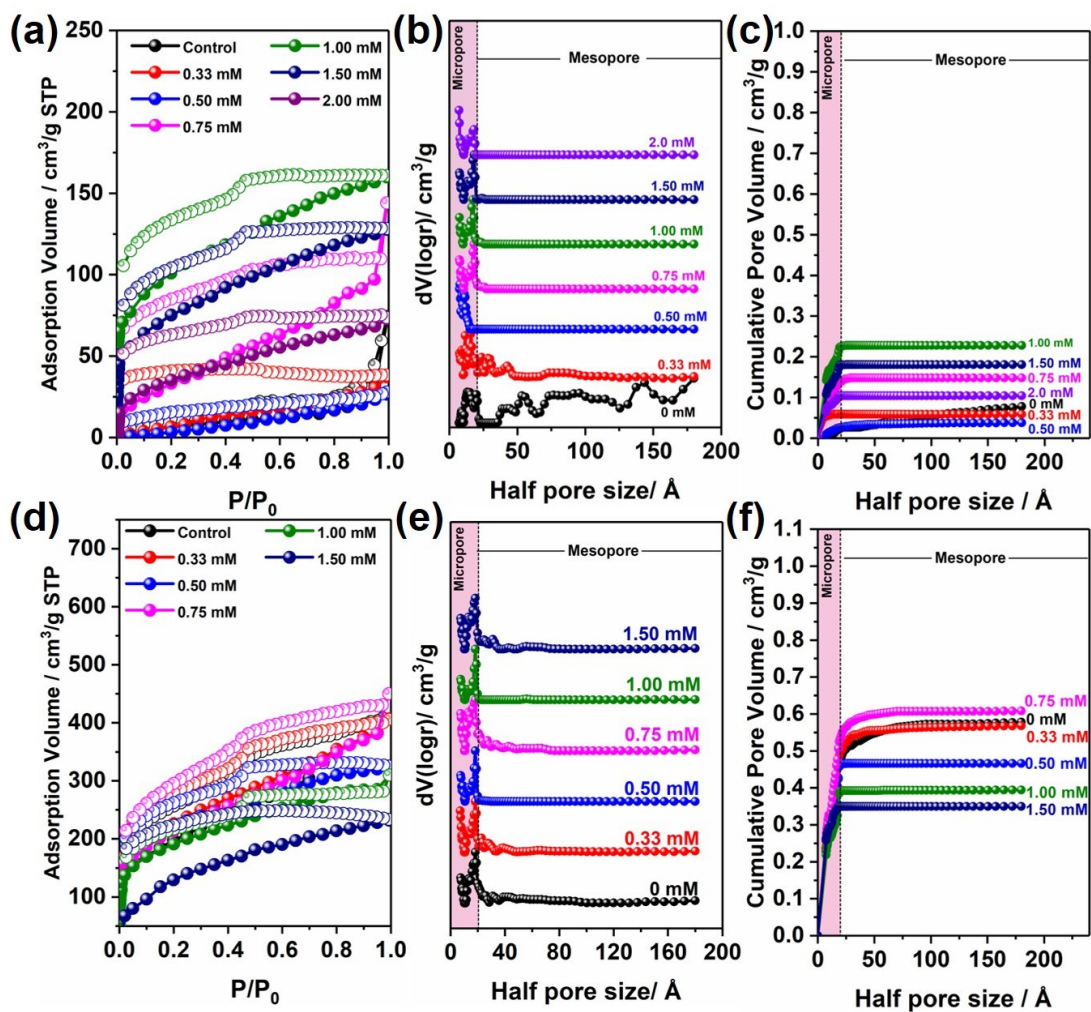 (a)
Adsorption Volume / cm³/g STP
250
200
150
100
50
0
Control
0.33 mM
0.50 mM
0.75 mM
1.00 mM
1.50 mM
2.00 mM
0.0 0.2 0.4 0.6 0.8 1.0
P/P₀
(b)
dV(logr)/ cm³/g
Micropore
Mesopore
2.0 mM
1.50 mM
1.00 mM
0.75 mM
0.50 mM
0.33 mM
0 mM
0 50 100 150 200
Half pore size/ Å
(c)
Cumulative Pore Volume / cm³/g
1.0
0.9
0.8
0.7
0.6
0.5
0.4
0.3
0.2
0.1
0.0
Micropore
Mesopore
1.00 mM
1.50 mM
0.75 mM
2.0 mM
0 mM
0.33 mM
0.50 mM
0 50 100 150 200
Half pore size/ Å
(d)
Adsorption Volume / cm³/g STP
700
600
500
400
300
200
100
Control
0.33 mM
0.50 mM
0.75 mM
1.00 mM
1.50 mM
0.0 0.2 0.4 0.6 0.8 1.0
P/P₀
(e)
dV(logr)/ cm³/g
Micropore
Mesopore
1.50 mM
1.00 mM
0.75 mM
0.50 mM
0.33 mM
0 mM
0 40 80 120 160 200
Half pore size/ Å
(f)
Cumulative Pore Volume / cm³/g
1.1
1.0
0.9
0.8
0.7
0.6
0.5
0.4
0.3
0.2
0.1
0.0
Micropore
Mesopore
0.75 mM
0 mM
0.33 mM
0.50 mM
1.00 mM
1.50 mM
0 50 100 150 200
Half pore size/ Å